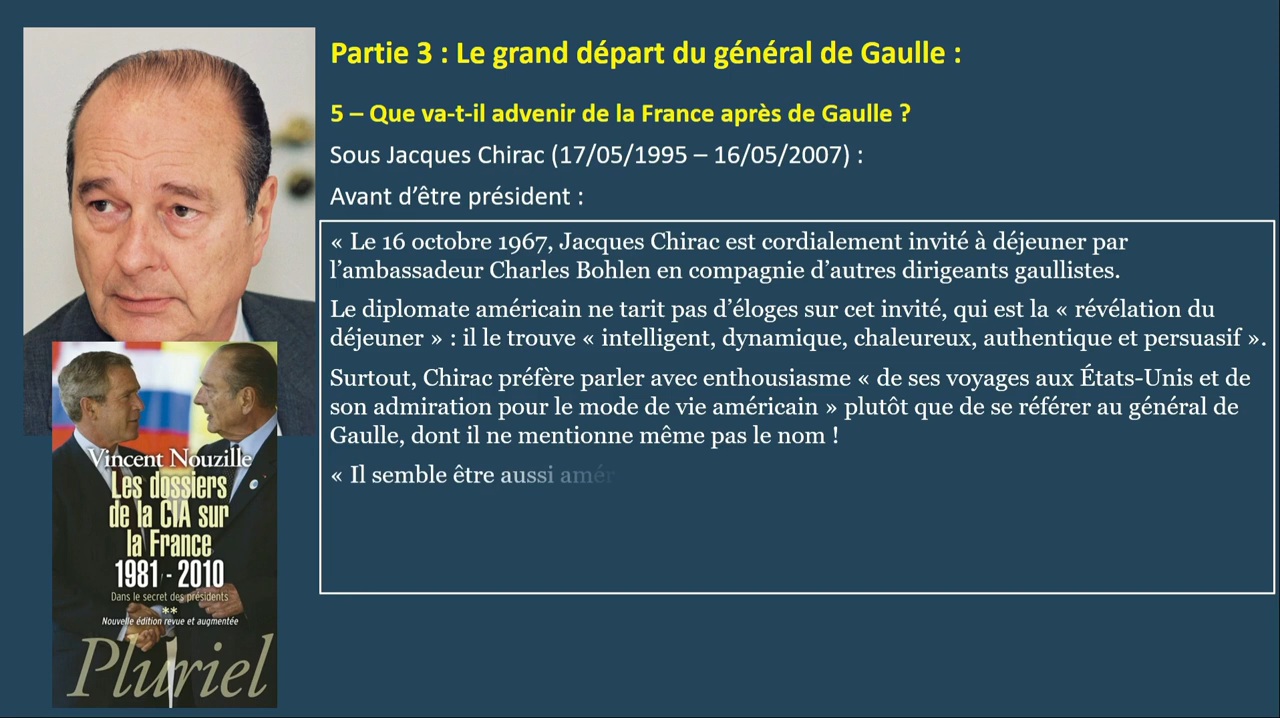 Partie 3 : Le grand départ du général de Gaulle :
5 – Que va-t-il advenir de la France après de Gaulle ?
Sous Jacques Chirac (17/05/1995 – 16/05/2007) :
Avant d’être président :
« Le 16 octobre 1967, Jacques Chirac est cordialement invité à déjeuner par
l’ambassadeur Charles Bohlen en compagnie d’autres dirigeants gaullistes.
Le diplomate américain ne tarit pas d’éloges sur cet invité, qui est la « révélation du
déjeuner » : il le trouve « intelligent, dynamique, chaleureux, authentique et persuasif ».
Surtout, Chirac préfère parler avec enthousiasme « de ses voyages aux États-Unis et de
son admiration pour le mode de vie américain » plutôt que de se référer au général de
Gaulle, dont il ne mentionne même pas le nom !
« Il semble être aussi amér
Vincent Nouzille
Les dossiers
de la CIA sur
la France
1981 - 2010
Dans le secret des présidents
**
Nouvelle édition revue et augmentée
Pluriel